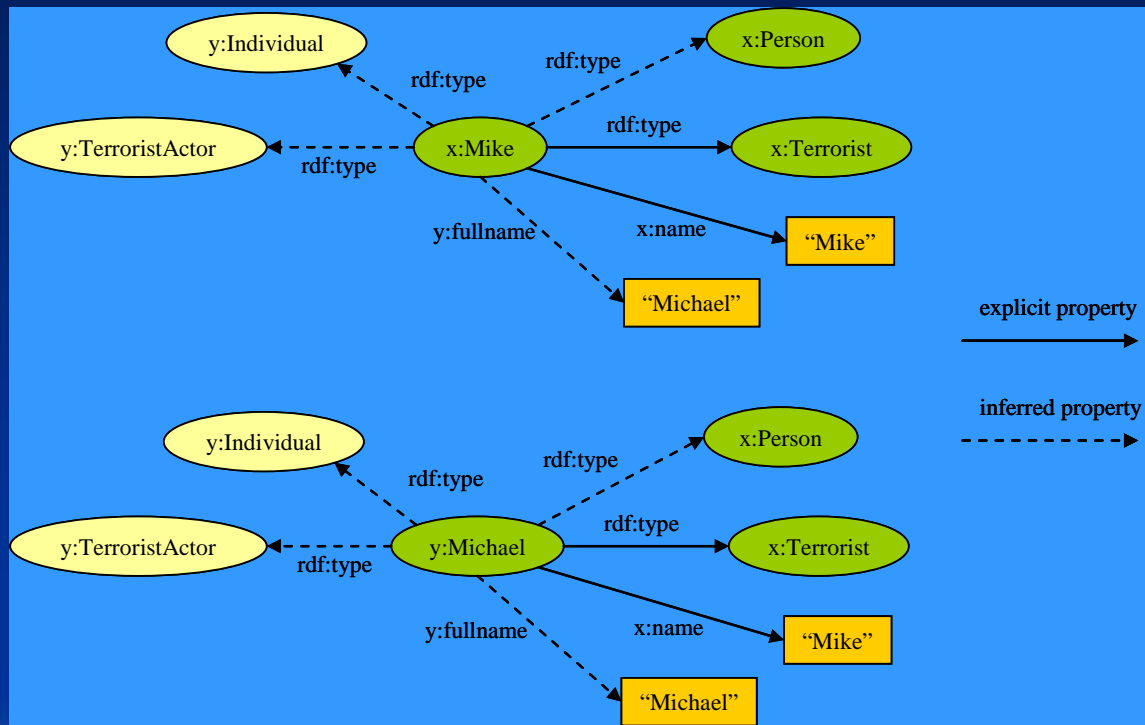 y:Individual
x:Person
rdf:type
rdf:type
y:TerroristActor
rdf:type
x:Mike
rdf:type
x:Terrorist
y:fullname
x:name
“Mike”
“Michael”
explicit property
inferred property
y:Individual
x:Person
rdf:type
rdf:type
y:TerroristActor
rdf:type
y:Michael
rdf:type
x:Terrorist
y:fullname
x:name
“Mike”
“Michael”